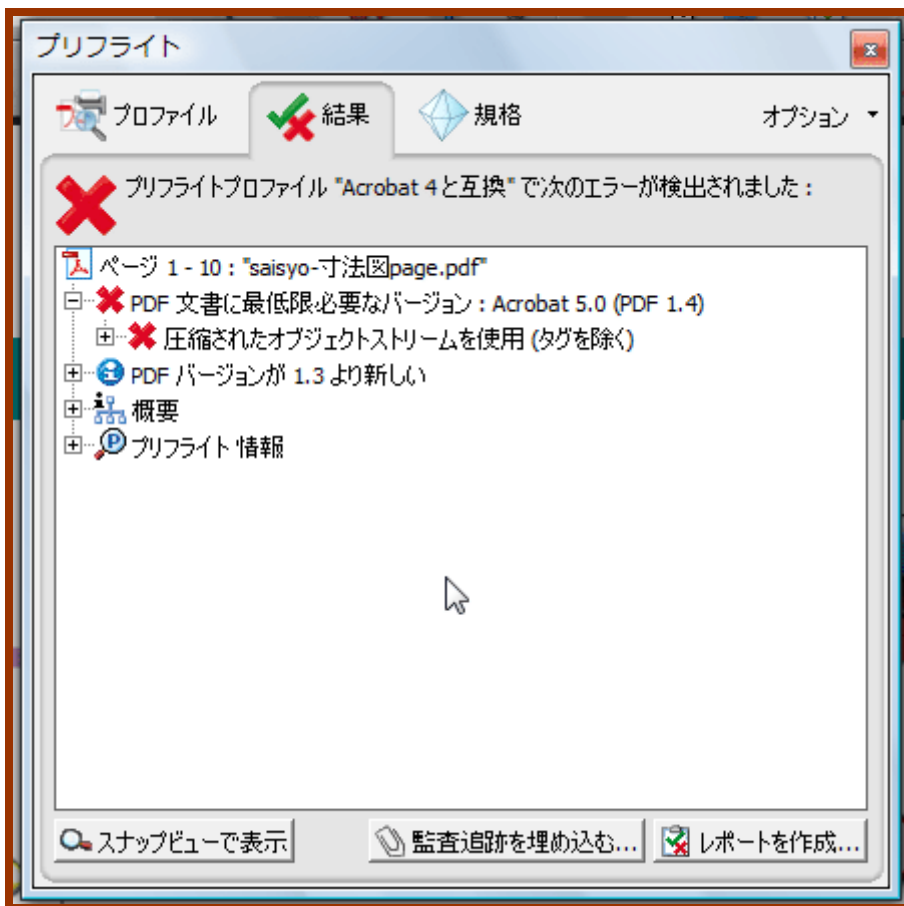 プリフライト
プロファイル 結果 規格 オプション
プリフライトプロファイル "Acrobat 4と互換" で次のエラーが検出されました :
ページ 1 - 10 : "saisyo-寸法図page.pdf"
PDF 文書に最低限必要なバージョン : Acrobat 5.0 (PDF 1.4)
圧縮されたオブジェクトストリームを使用 (タグを除く)
PDF バージョンが 1.3 より新しい
概要
プリフライト情報
スナップビューで表示 監査追跡を埋め込む... レポートを作成...